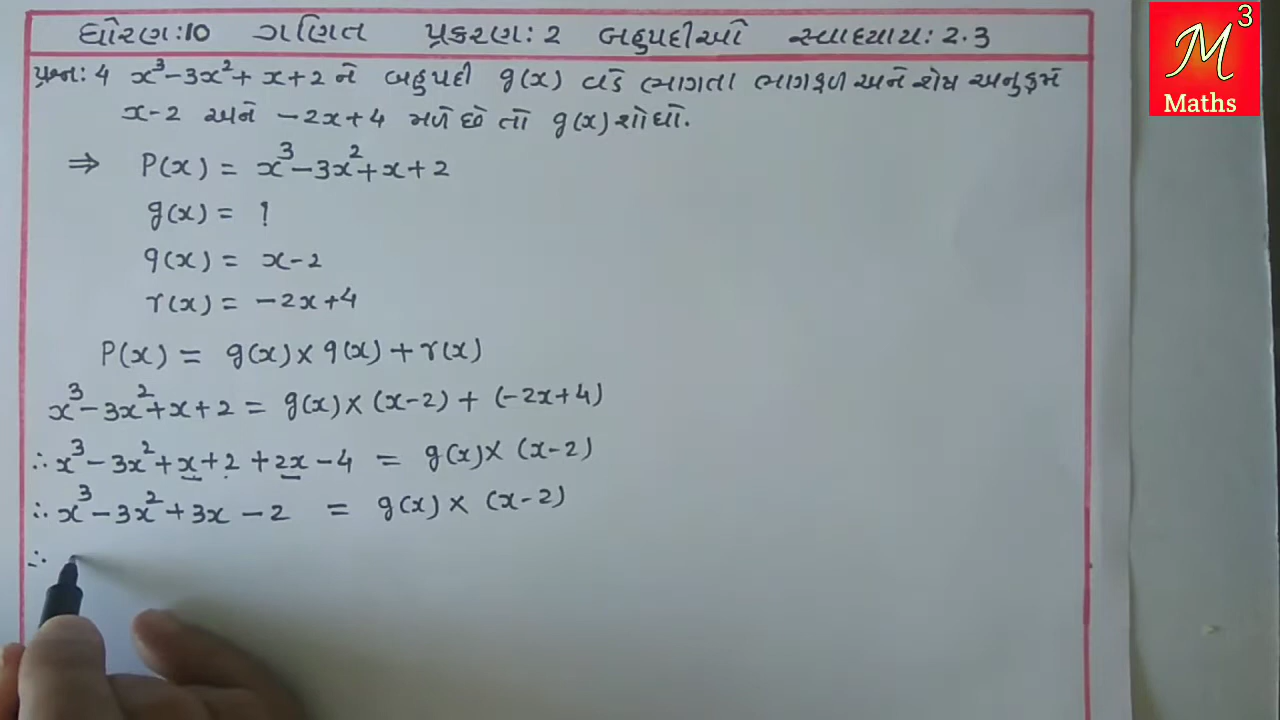 ધોરણ:10 ગણિત પ્રકરણ: 2 બહુપદીઓ સ્વાધ્યાય: 2.3
M³ Maths
પ્રશ્ન: 4 x³-3x²+x+2 ને બહુપદી g(x) વડે ભાગતા ભાગફળ અને શેષ અનુક્રમે
x-2 અને -2x+4 મળે છે તો g(x) શોધો.
⇒ P(x) = x³-3x²+x+2
g(x) = ?
q(x) = x-2
r(x) = -2x+4
P(x) = g(x) × q(x) + r(x)
x³-3x²+x+2 = g(x) × (x-2) + (-2x+4)
∴ x³-3x²+x+2+2x-4 = g(x) × (x-2)
∴ x³-3x²+3x-2 = g(x) × (x-2)
∴